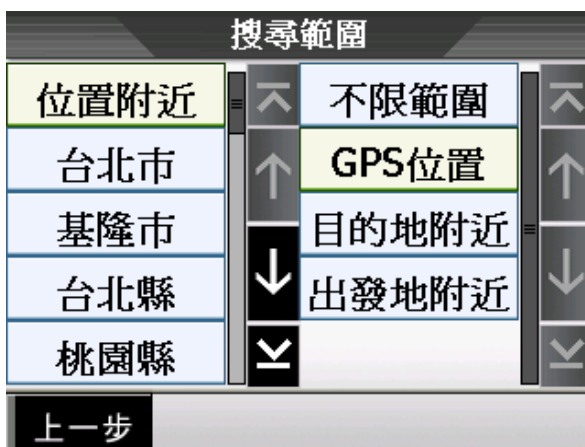 搜尋範圍
位置附近
台北市
基隆市
台北縣
桃園縣
不限範圍
GPS位置
目的地附近
出發地附近
上一步